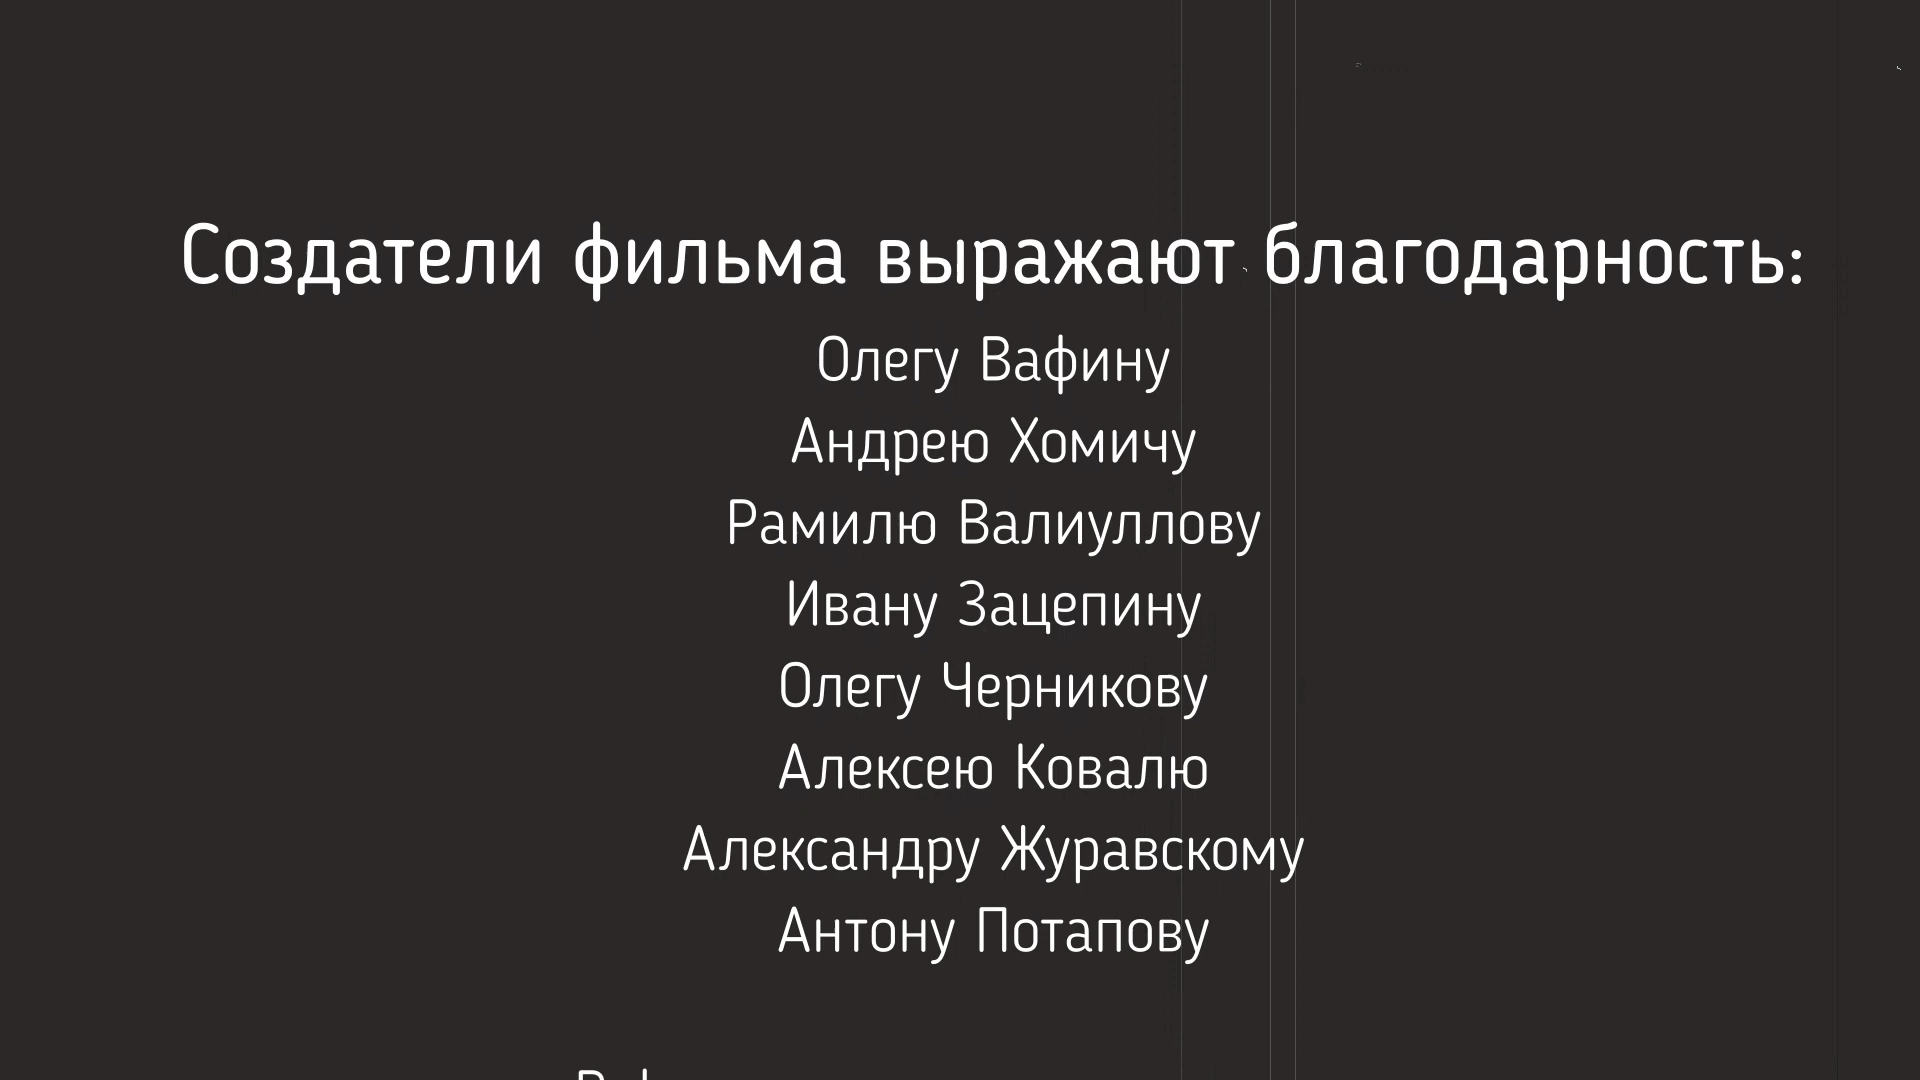 Создатели фильма выражают благодарность:
Олегу Вафину
Андрею Хомичу
Рамилю Валиуллову
Ивану Зацепину
Олегу Черникову
Алексею Ковалю
Александру Журавскому
Антону Потапову